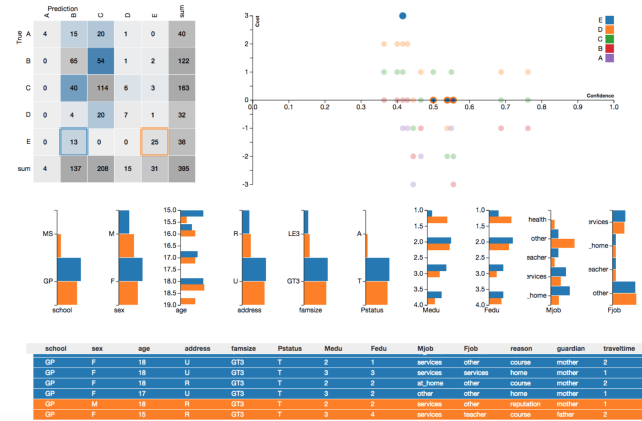 Prediction
A B C D E sum
True A 4 15 20 1 0 40
B 0 65 54 1 2 122
C 0 40 114 6 3 163
D 0 4 20 7 1 32
E 0 13 0 0 25 38
sum 4 137 208 15 31 395
Cost
3
2
1
0
-1
-2
-3
0.0 0.1 0.2 0.3 0.4 0.5 0.6 0.7 0.8 0.9 1.0
Confidence
E
D
C
B
A
MS
GP
school
M
F
sex
15.0
15.5
16.0
16.5
17.0
17.5
18.0
18.5
19.0
age
R
U
address
LE3
GT3
famsize
A
T
Pstatus
1.0
1.5
2.0
2.5
3.0
3.5
4.0
Medu
1.0
1.5
2.0
2.5
3.0
3.5
4.0
Fedu
health
other
eacher
ervices
_home
Mjob
ervices
_home
eacher
other
Fjob
school sex age address famsize Pstatus Medu Fedu Mjob Fjob reason guardian traveltime
GP F 18 U GT3 T 2 1 services other course mother 2
GP F 18 U GT3 T 3 3 services services home mother 1
GP F 18 R GT3 T 2 2 at_home other course mother 2
GP F 17 U GT3 T 3 2 other other home mother 1
GP M 18 R GT3 T 2 2 services other reputation mother 1
GP F 15 R GT3 T 3 4 services teacher course father 2